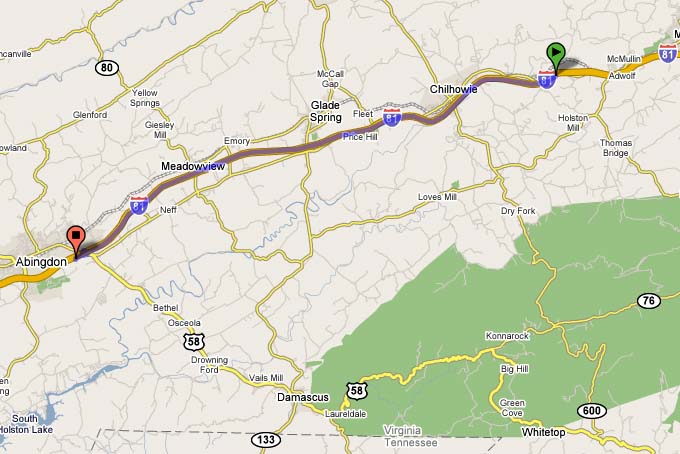 ncanville
80
McCall
Gap
Yellow
Springs
Glenford
Giesley
Mill
owland
Glade
Spring
Fleet
Chilhowie
81
McMullin
Adwolf
81
M
81
Holston
Mill
Emory
Price Hill
Thomas
Bridge
Meadowview
81
Neff
Loves Mill
Dry Fork
Abingdon
Bethel
Osceola
58
Drowning
Ford
Vails Mill
Damascus
58
Laureldale
Konnarock
76
Big Hill
Green
Cove
600
Whitetop
en
ring
South
Holston Lake
133
Virginia
Tennessee